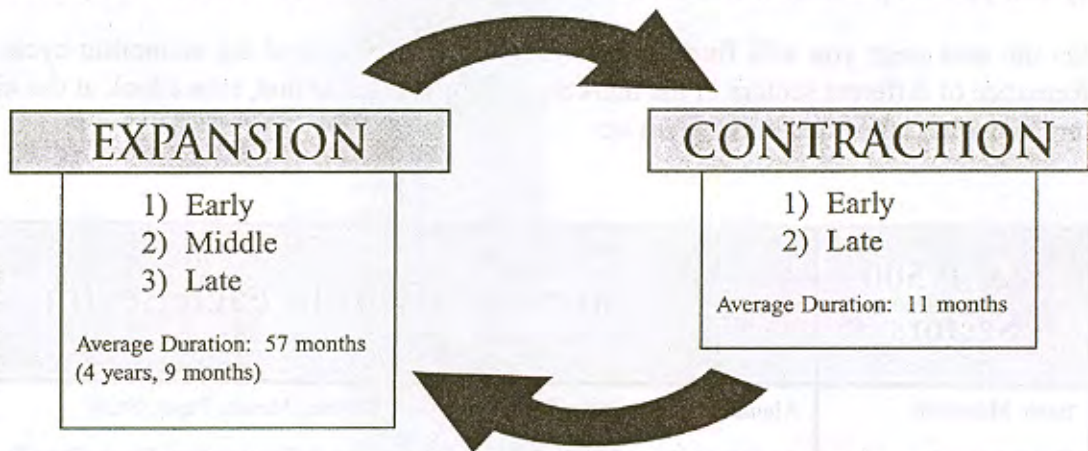 EXPANSION
1) Early
2) Middle
3) Late
Average Duration: 57 months
(4 years, 9 months)
CONTRACTION
1) Early
2) Late
Average Duration: 11 months